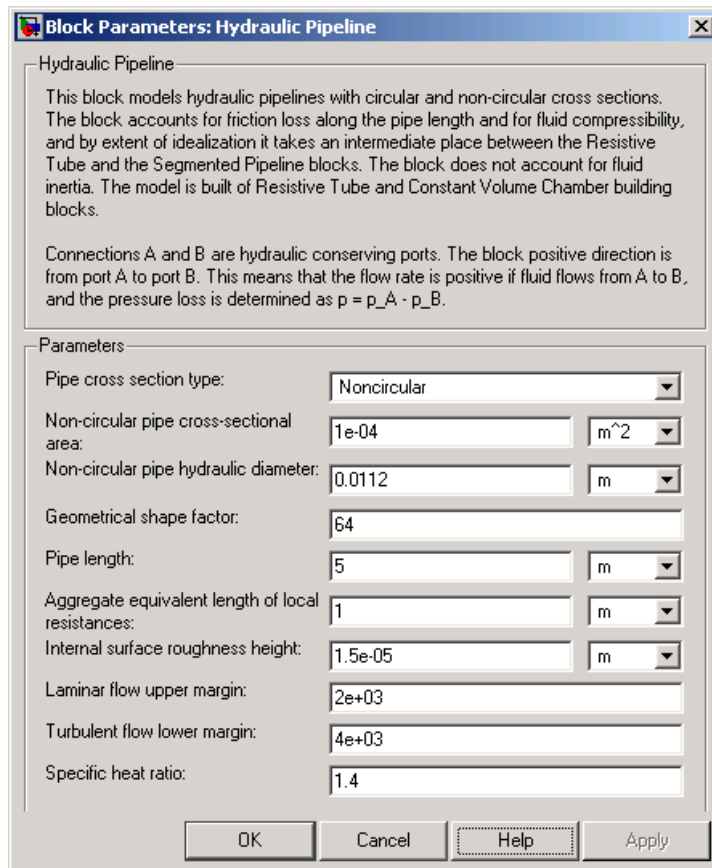 Block Parameters: Hydraulic Pipeline
Hydraulic Pipeline
This block models hydraulic pipelines with circular and non-circular cross sections.
The block accounts for friction loss along the pipe length and for fluid compressibility,
and by extent of idealization it takes an intermediate place between the Resistive
Tube and the Segmented Pipeline blocks. The block does not account for fluid
inertia. The model is built of Resistive Tube and Constant Volume Chamber building
blocks.
Connections A and B are hydraulic conserving ports. The block positive direction is
from port A to port B. This means that the flow rate is positive if fluid flows from A to B,
and the pressure loss is determined as p = p_A - p_B.
Parameters
Pipe cross section type:
Noncircular
Non-circular pipe cross-sectional
area:
1e-04
m^2
Non-circular pipe hydraulic diameter:
0.0112
m
Geometrical shape factor:
64
Pipe length:
5
m
Aggregate equivalent length of local
resistances:
1
m
Internal surface roughness height:
1.5e-05
m
Laminar flow upper margin:
2e+03
Turbulent flow lower margin:
4e+03
Specific heat ratio:
1.4
OK
Cancel
Help
Apply